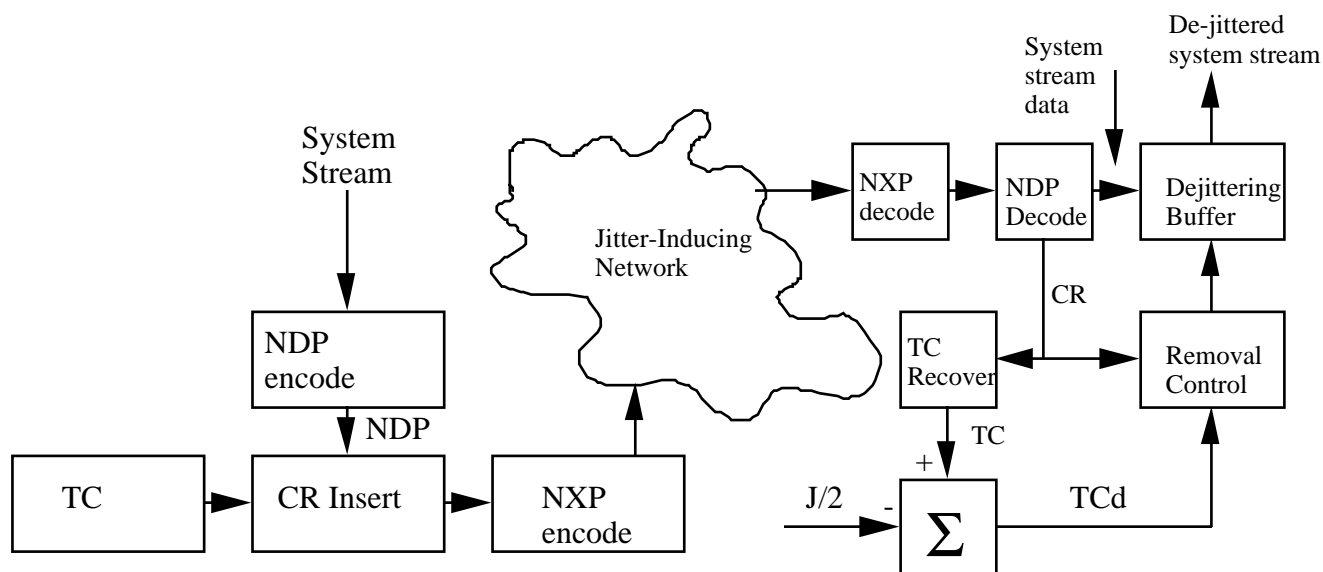 System
Stream
NDP
encode
NDP
TC
CR Insert
NXP
encode
Jitter-Inducing
Network
NXP
decode
NDP
Decode
System
stream
data
De-jittered
system stream
Dejittering
Buffer
CR
TC
Recover
Removal
Control
TC
+
J/2
-
Σ
TCd